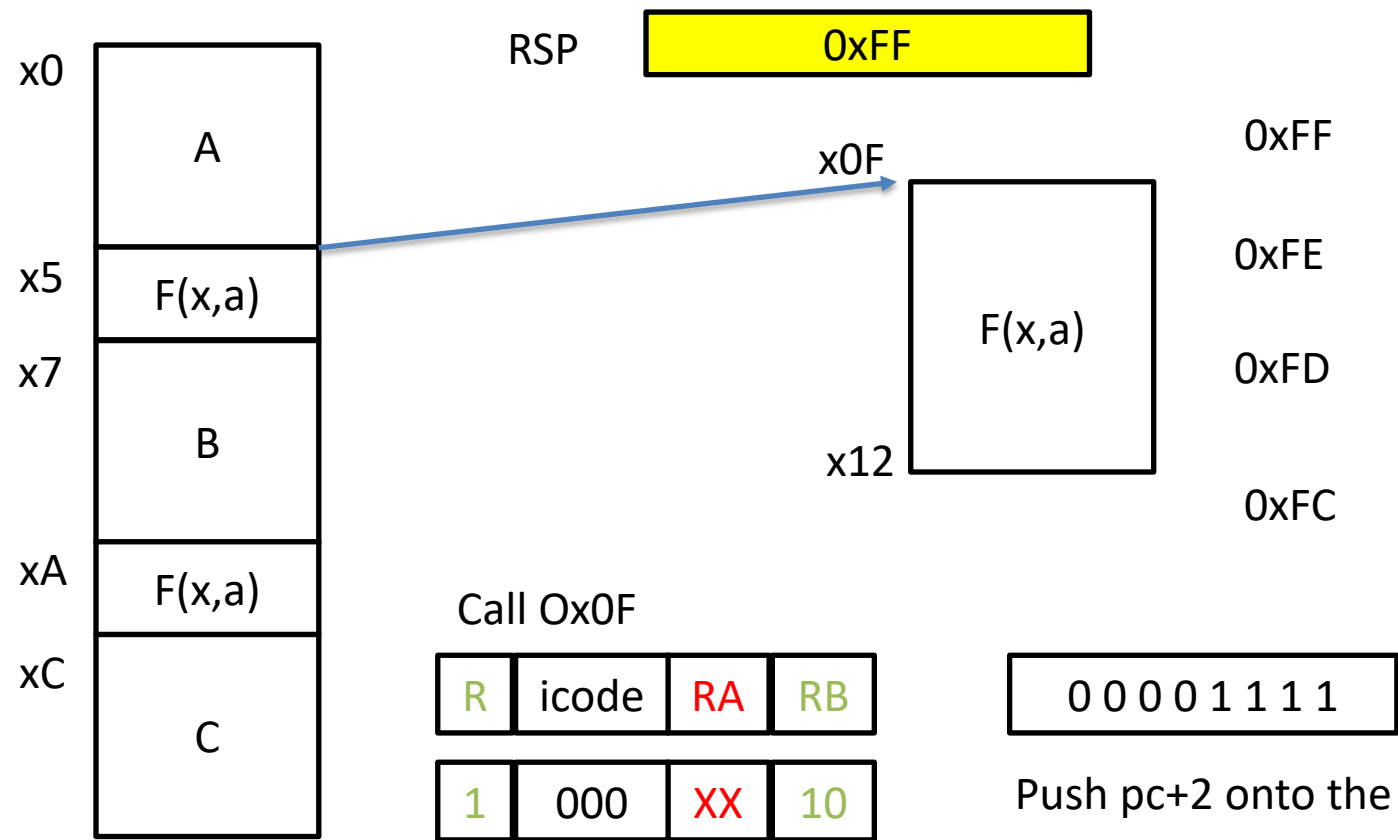 RSP
0xFF
x0
A
x5
F(x,a)
x7
B
xA
F(x,a)
xC
C
x0F
F(x,a)
x12
0xFF
0xFE
0xFD
0xFC
Call Ox0F
R icode RA RB
1 000 XX 10
0 0 0 0 1 1 1 1
Push pc+2 onto the